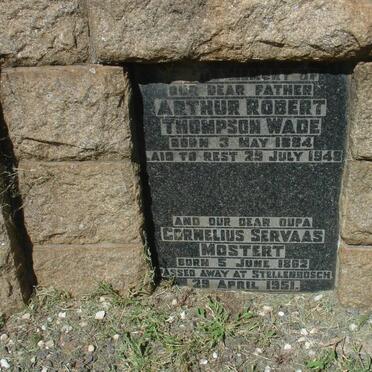 OUR DEAR FATHER
ARTHUR ROBERT
THOMPSON WADE
BORN 3 MAY 1884
LAID TO REST 29 JULY 1948
AND OUR DEAR OUPA
CORNELIUS SERVAAS
MOSTERT
BORN 5 JUNE 1862
PASSED AWAY AT STELLENBOSCH
29 APRIL 1951.